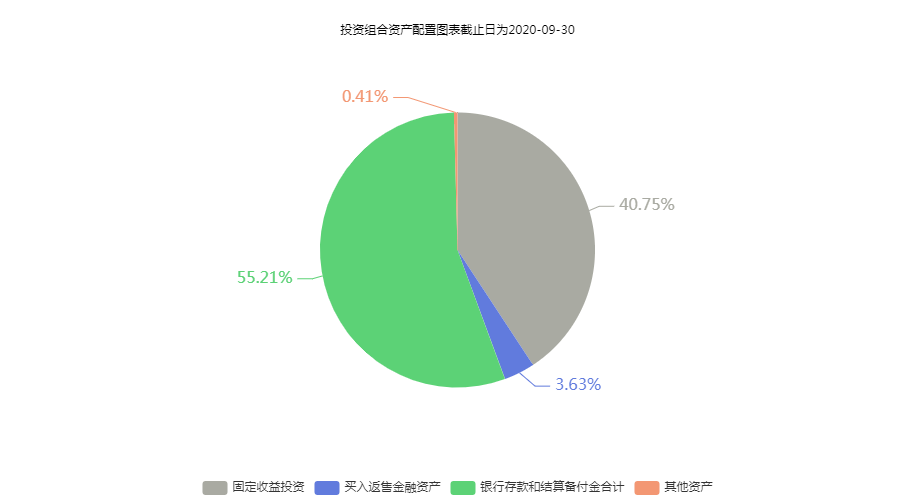 投资组合资产配置图表截止日为2020-09-30
0.41%
40.75%
55.21%
3.63%
固定收益投资 买入返售金融资产 银行存款和结算备付金合计 其他资产